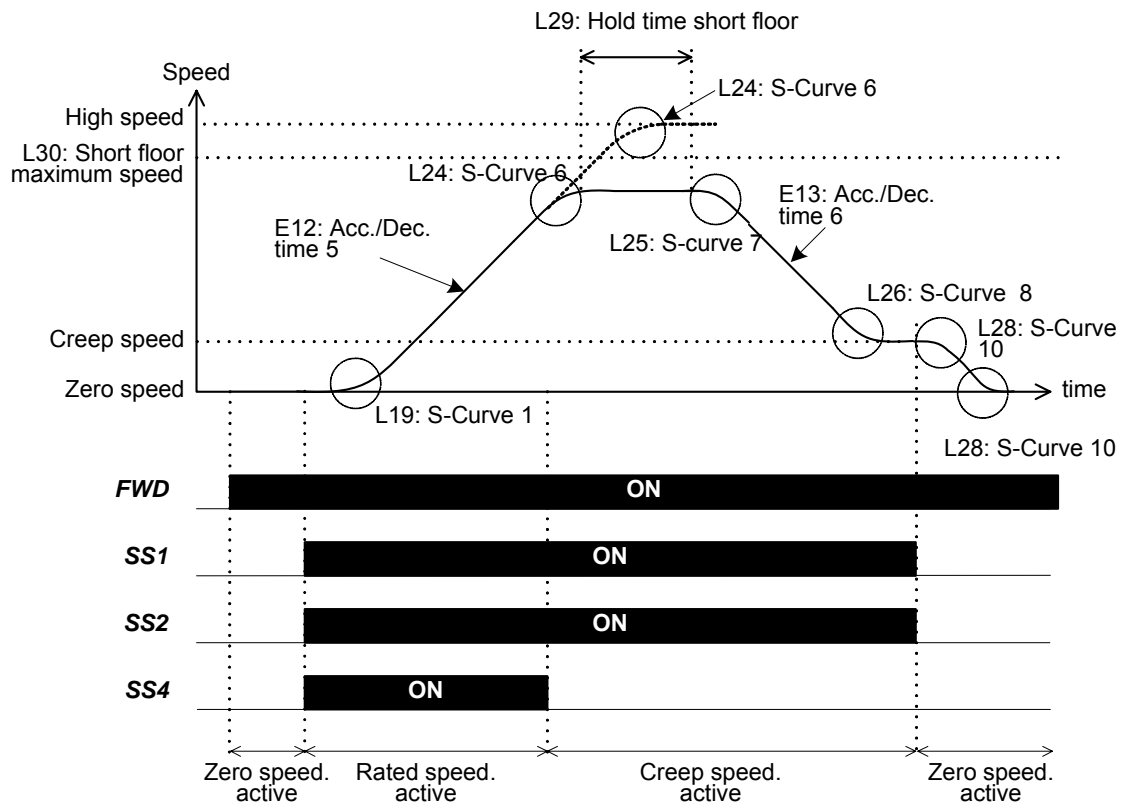 L29: Hold time short floor
Speed
L24: S-Curve 6
High speed
L30: Short floor
maximum speed
L24: S-Curve 6
E12: Acc./Dec.
time 5
E13: Acc./Dec.
time 6
L25: S-curve 7
L26: S-Curve 8
Creep speed
L28: S-Curve
10
Zero speed
time
L19: S-Curve 1
L28: S-Curve 10
FWD
ON
SS1
ON
SS2
ON
SS4
ON
Zero speed.
active
Rated speed.
active
Creep speed.
active
Zero speed.
active